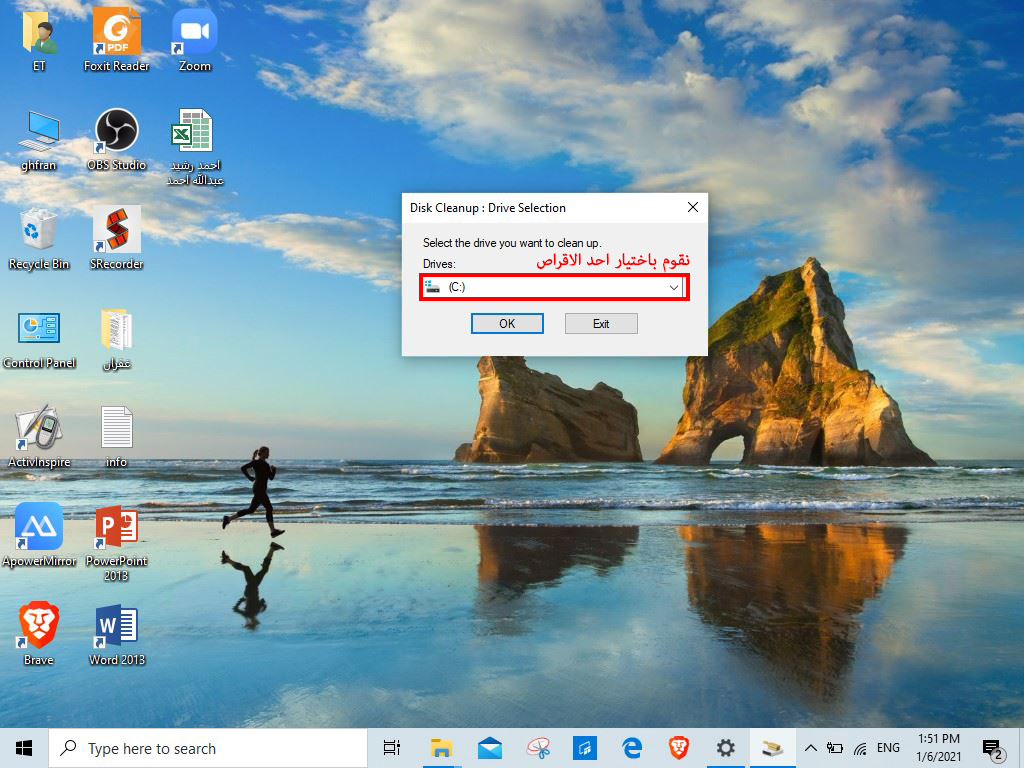 ET
Foxit Reader
Zoom
ghfran
OBS Studio
احمد رشيد
عبدالله احمد
Recycle Bin
SRecorder
Control Panel
غفران
ActivInspire
info
ApowerMirror
PowerPoint
2013
Brave
Word 2013
Disk Cleanup : Drive Selection
Select the drive you want to clean up.
Drives:
نقوم باختيار احد الاقراص
(C:)
OK
Exit
Type here to search
ENG
1:51 PM
1/6/2021
2